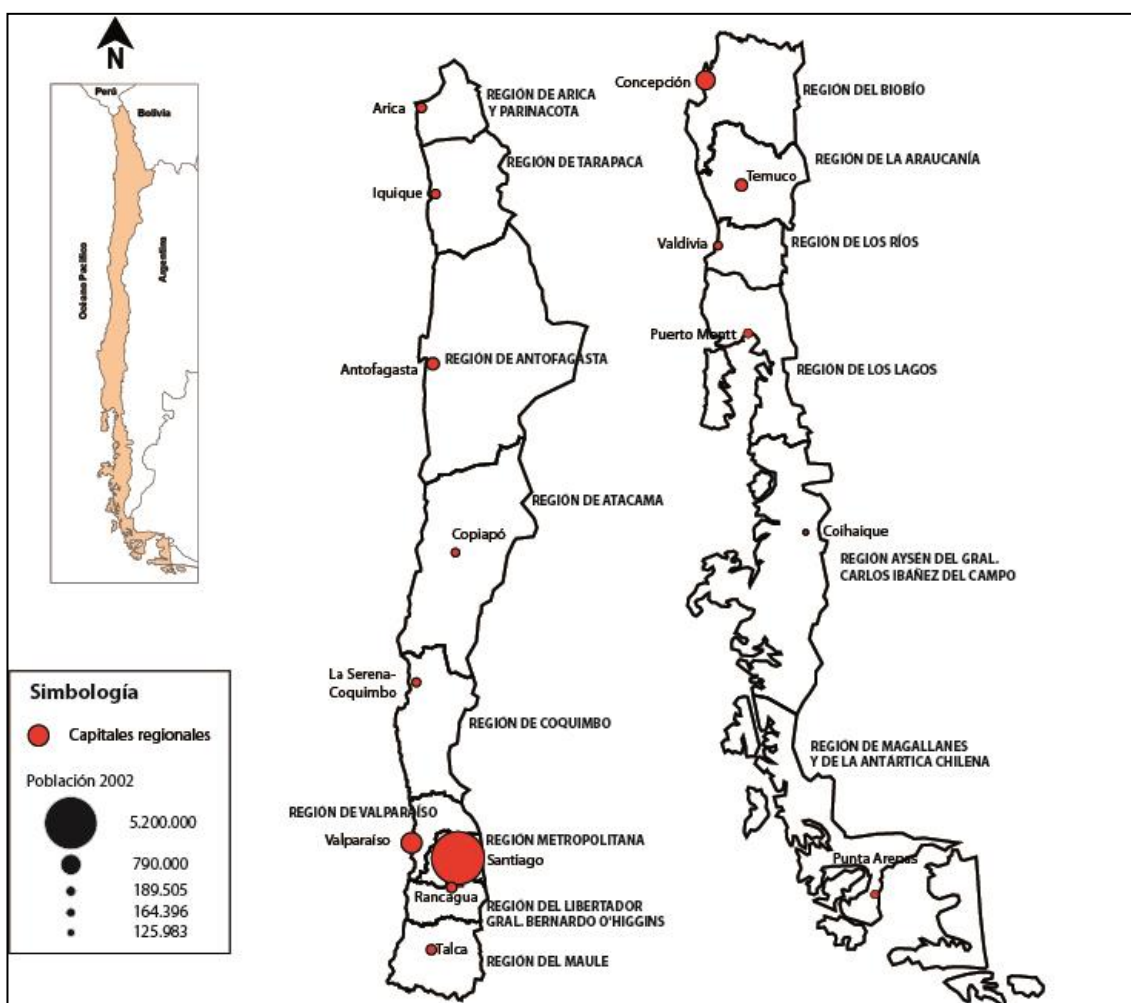 N
Perú
Bolivia
Océano Pacífico
Argentina
Arica
REGIÓN DE ARICA
Y PARINACOTA
REGIÓN DE TARAPACÁ
Iquique
Antofagasta
REGIÓN DE ANTOFAGASTA
REGIÓN DE ATACAMA
Copiapó
La Serena-
Coquimbo
REGIÓN DE COQUIMBO
REGIÓN DE VALPARAÍSO
Valparaíso
REGIÓN METROPOLITANA
Santiago
Rancagua
REGIÓN DEL LIBERTADOR
GRAL. BERNARDO O'HIGGINS
Talca
REGIÓN DEL MAULE
Concepción
REGIÓN DEL BIOBÍO
REGIÓN DE LA ARAUCANÍA
Temuco
Valdivia
REGIÓN DE LOS RÍOS
Puerto Montt
REGIÓN DE LOS LAGOS
Coihaique
REGIÓN AYSÉN DEL GRAL.
CARLOS IBÁÑEZ DEL CAMPO
REGIÓN DE MAGALLANES
Y DE LA ANTÁRTICA CHILENA
Punta Arenas
Simbología
Capitales regionales
Población 2002
5.200.000
790.000
189.505
164.396
125.983